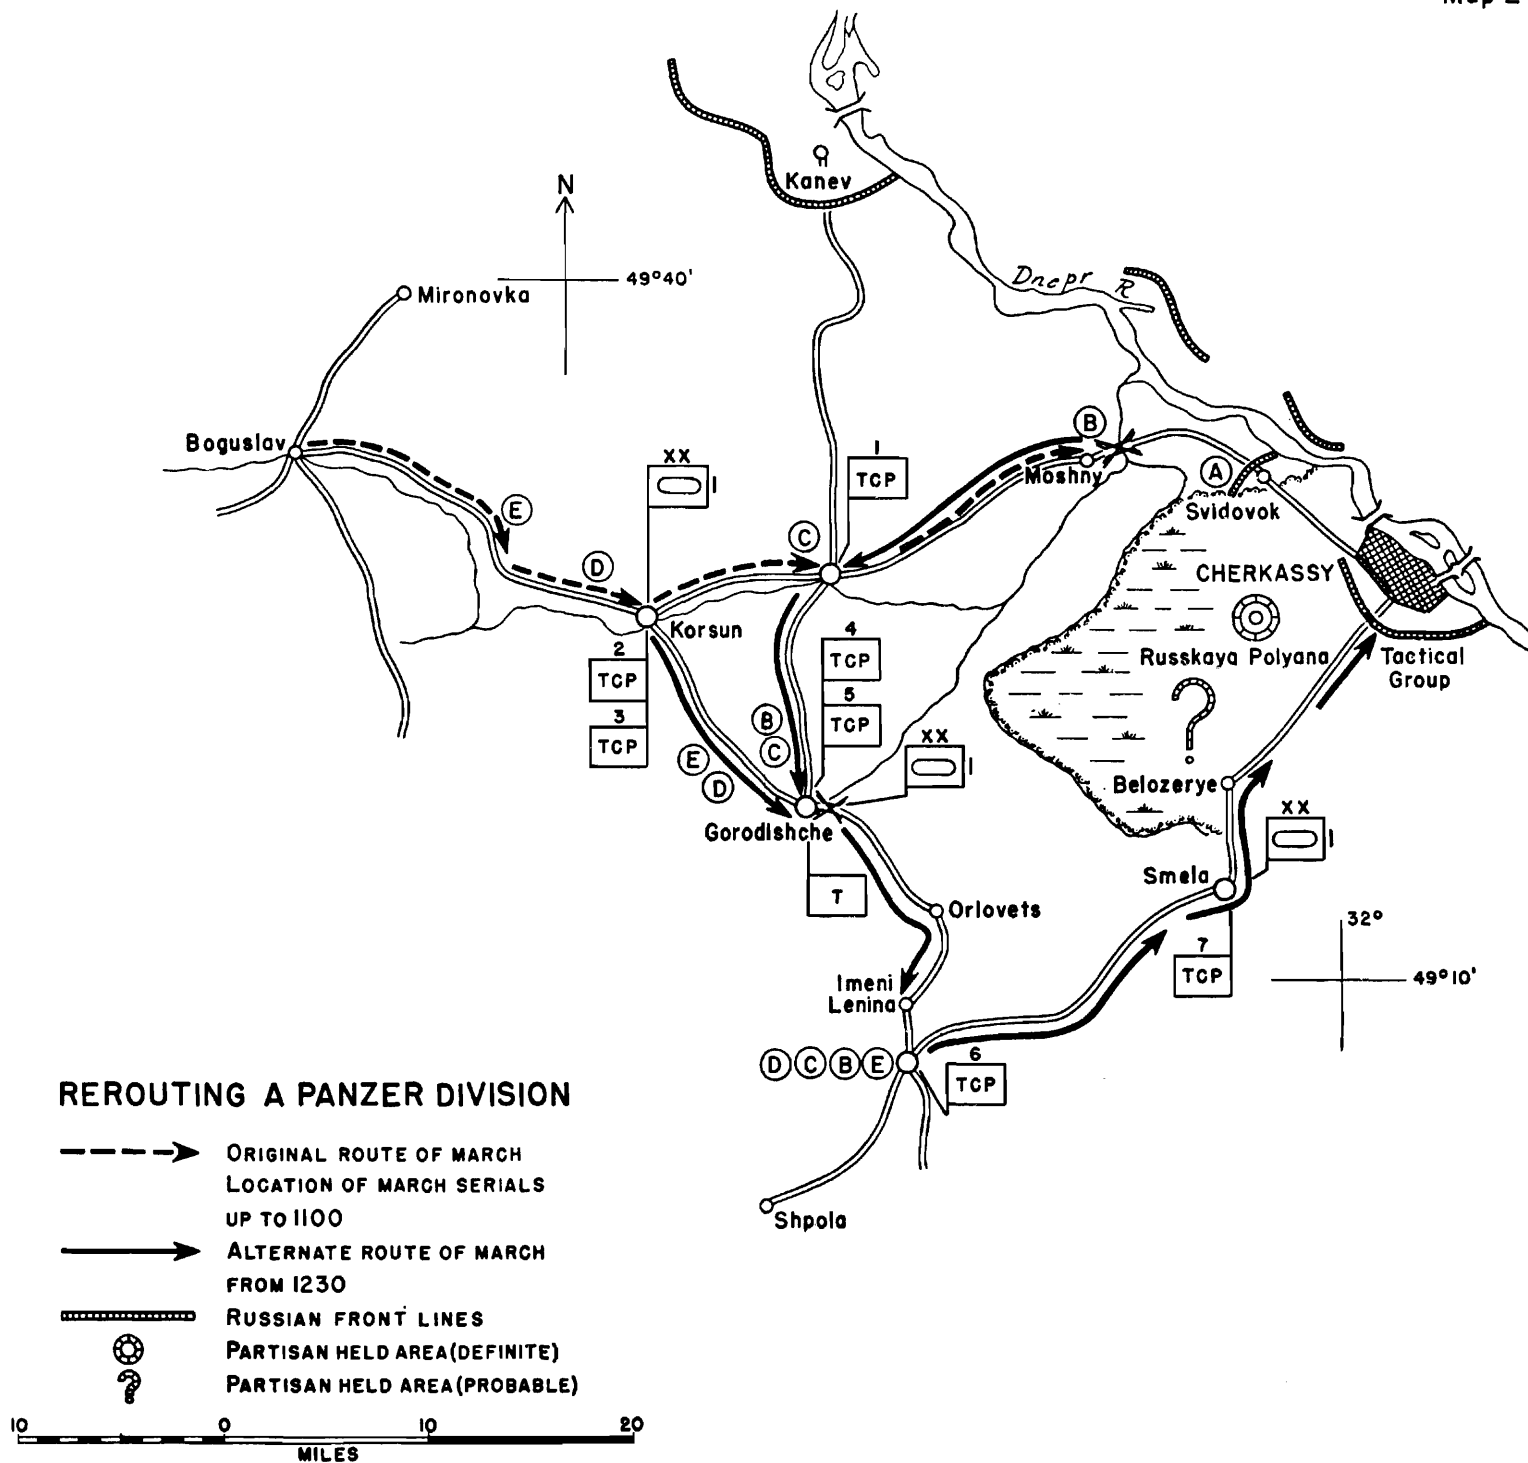 Kanev
N
49°40'
Mironovka
Dnepr R
Boguslav
B
XX
1
1
TCP
Moshny
A
E
Svidovok
C
D
CHERKASSY
Korsun
4
TCP
Russkaya Polyana
Tactical
Group
2
TCP
5
TCP
3
TCP
B
C
XX
1
E
D
Belozerye
Gorodishche
XX
1
Smela
T
Orlovets
32°
7
TCP
49°10'
Imeni
Lenina
D C B E
6
TCP
Shpola
REROUTING A PANZER DIVISION
ORIGINAL ROUTE OF MARCH
LOCATION OF MARCH SERIALS
UP TO 1100
ALTERNATE ROUTE OF MARCH
FROM 1230
RUSSIAN FRONT LINES
PARTISAN HELD AREA (DEFINITE)
PARTISAN HELD AREA (PROBABLE)
10 0 10 20
MILES